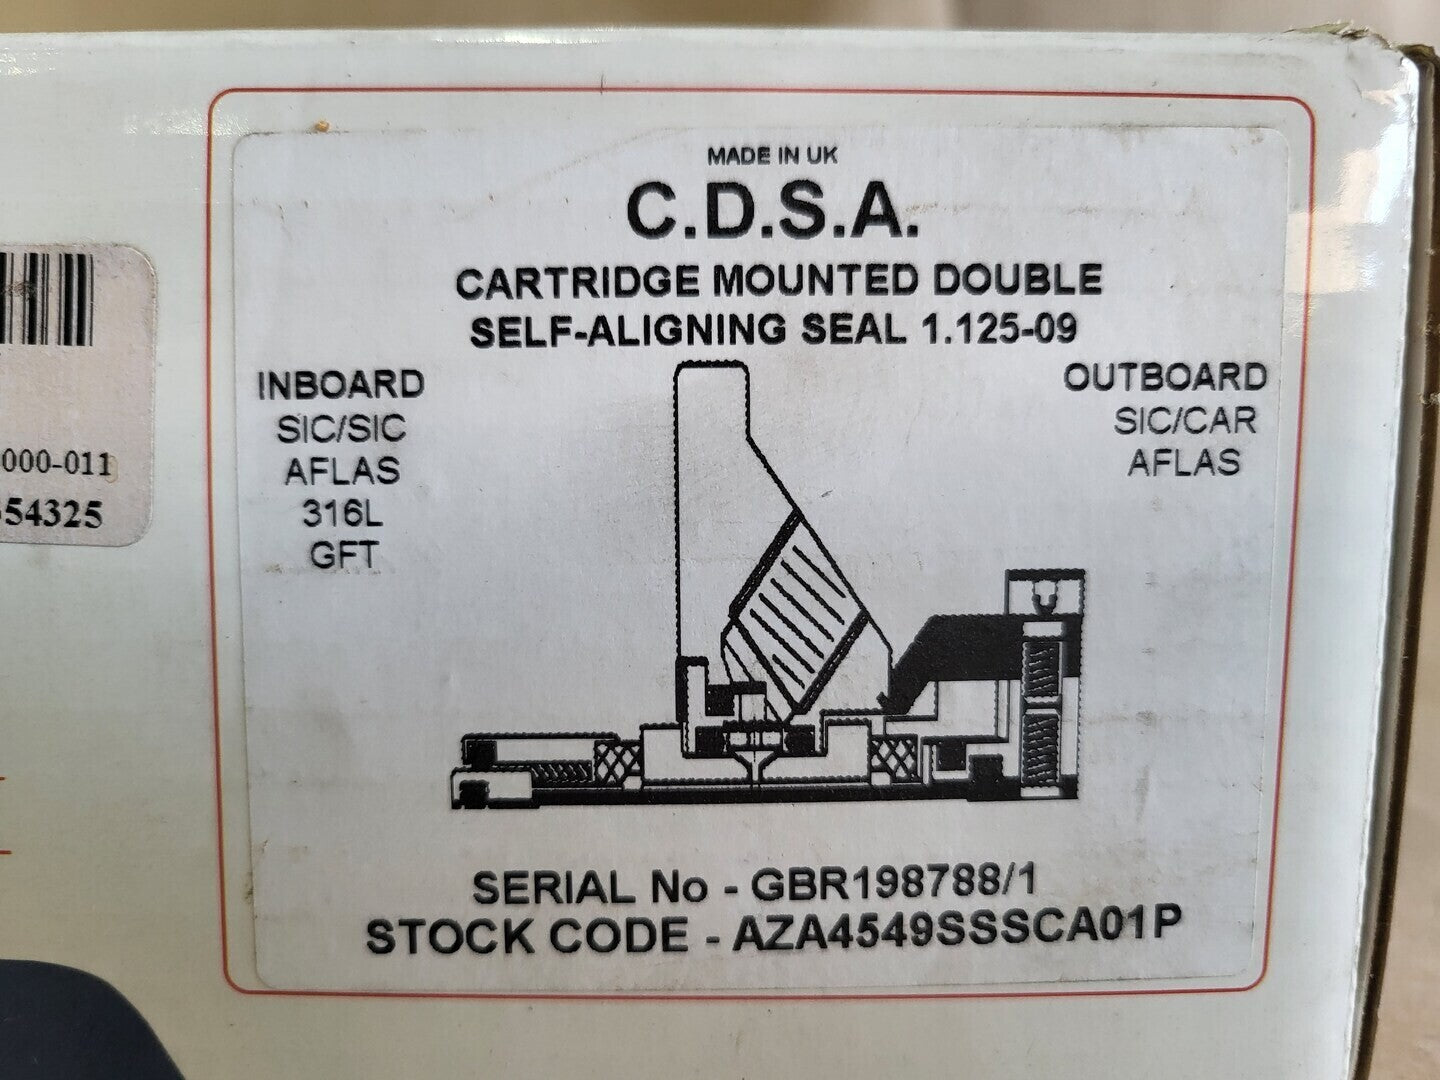 MADE IN UK
C.D.S.A.
CARTRIDGE MOUNTED DOUBLE
SELF-ALIGNING SEAL 1.125-09
INBOARD
SIC/SIC
AFLAS
316L
GFT
OUTBOARD
SIC/CAR
AFLAS
SERIAL No - GBR198788/1
STOCK CODE - AZA4549SSSCA01P
000-011
54325